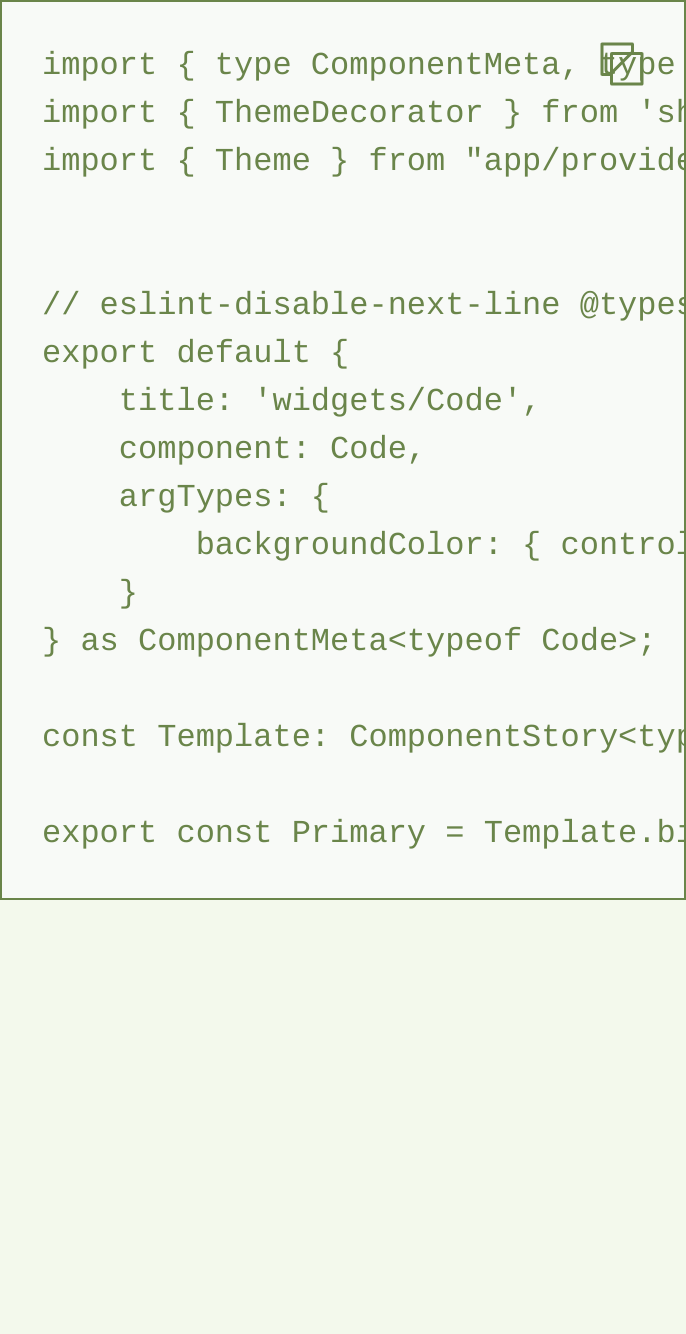 import { type ComponentMeta, type
import { ThemeDecorator } from 'sh
import { Theme } from "app/provide
// eslint-disable-next-line @types
export default {
    title: 'widgets/Code',
    component: Code,
    argTypes: {
        backgroundColor: { control
    }
} as ComponentMeta<typeof Code>;
const Template: ComponentStory<typ
export const Primary = Template.bi